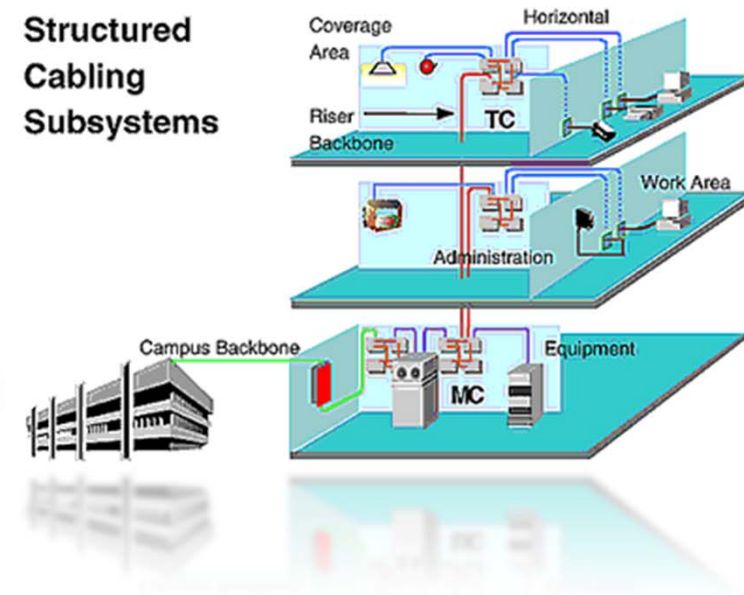 Structured
Cabling
Subsystems
Coverage
Area
Horizontal
Riser
Backbone
TC
Work Area
Administration
Campus Backbone
Equipment
MC